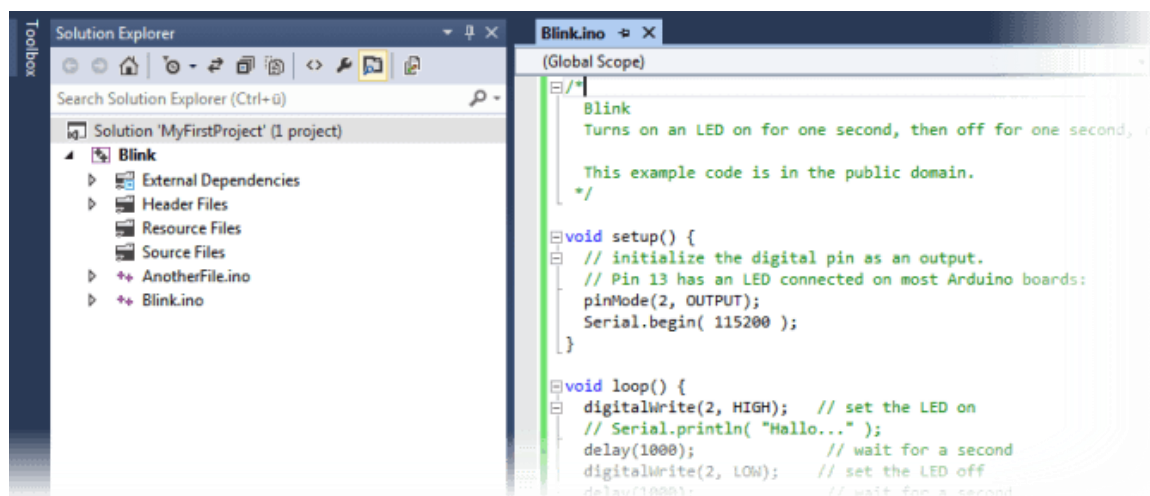 Toolbox
Solution Explorer
Search Solution Explorer (Ctrl+ü)
Solution 'MyFirstProject' (1 project)
Blink
External Dependencies
Header Files
Resource Files
Source Files
AnotherFile.ino
Blink.ino
Blink.ino
(Global Scope)
/*
Blink
Turns on an LED on for one second, then off for one second,
This example code is in the public domain.
*/
void setup() {
// initialize the digital pin as an output.
// Pin 13 has an LED connected on most Arduino boards:
pinMode(2, OUTPUT);
Serial.begin( 115200 );
}
void loop() {
digitalWrite(2, HIGH);   // set the LED on
// Serial.println( "Hallo..." );
delay(1000);              // wait for a second
digitalWrite(2, LOW);    // set the LED off
delay(1000);              // wait for a second